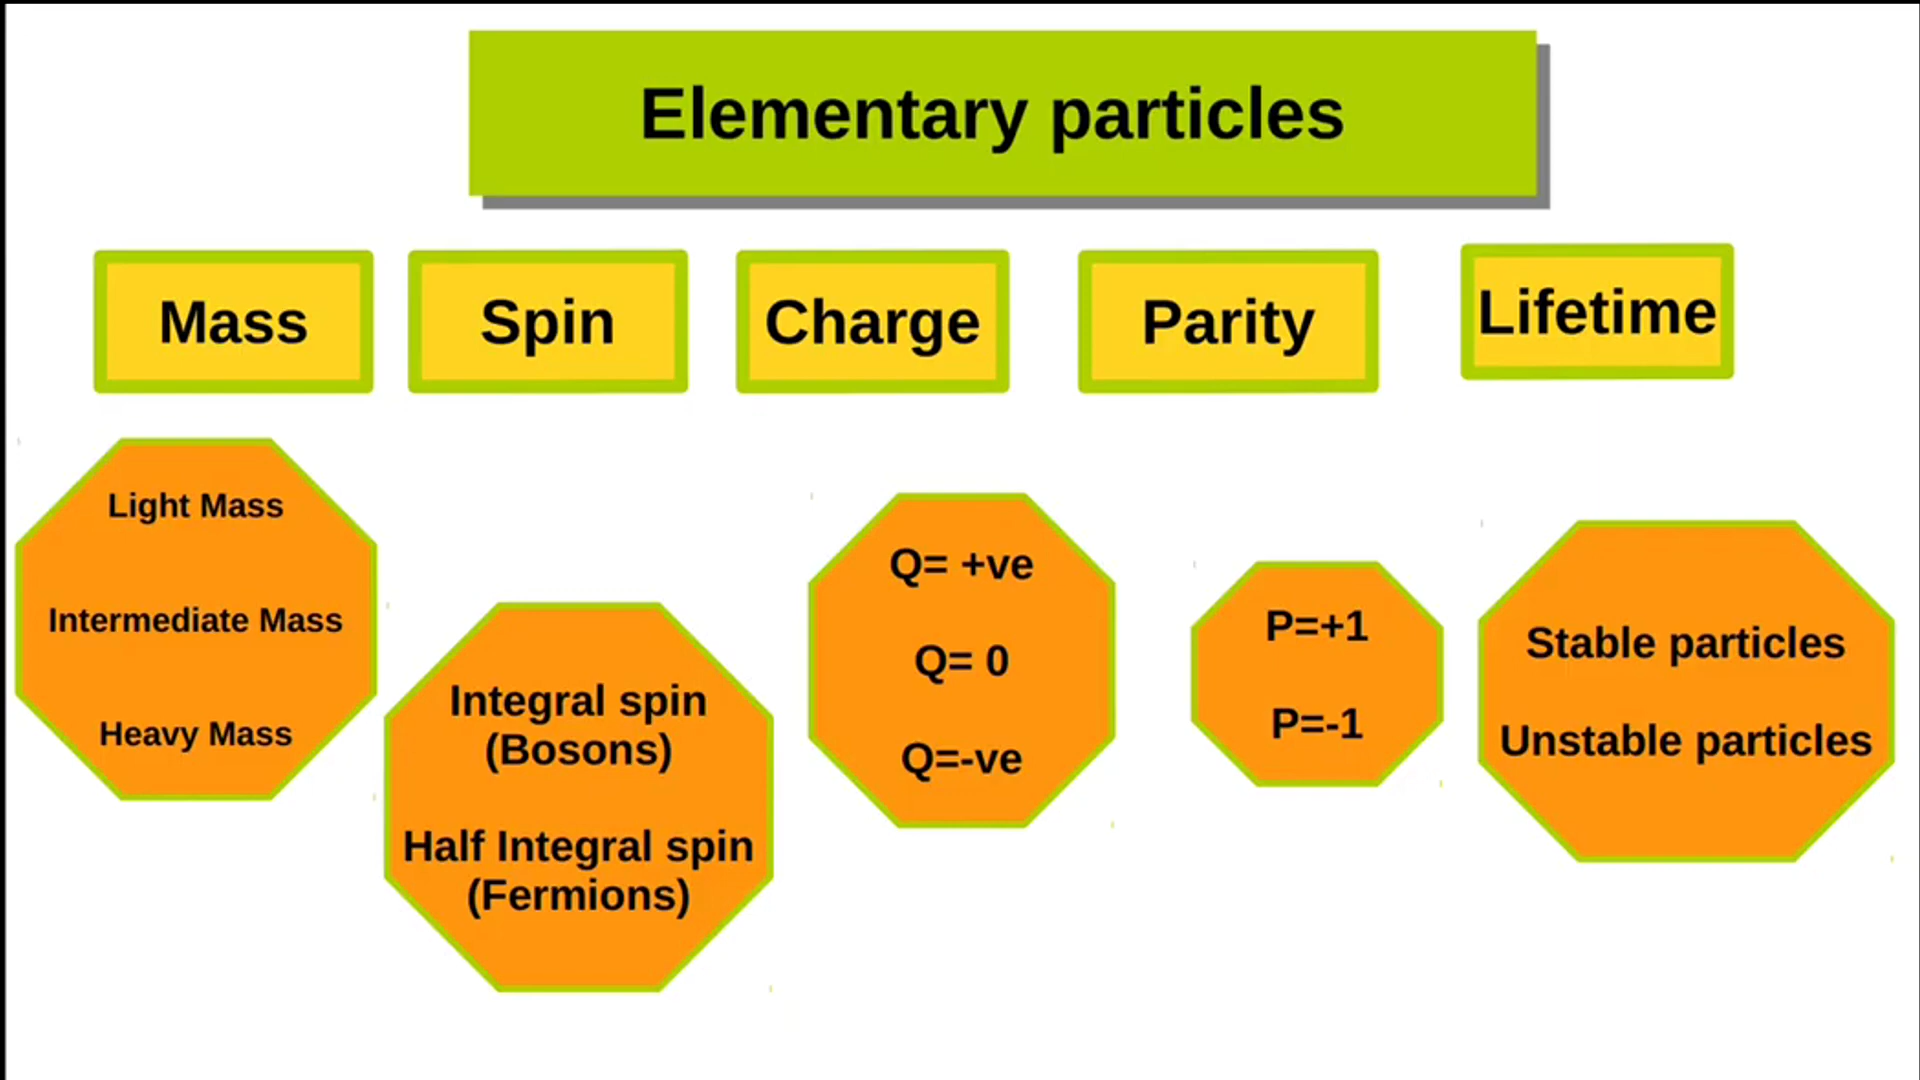 Elementary particles
Mass
Spin
Charge
Parity
Lifetime
Light Mass
Intermediate Mass
Heavy Mass
Integral spin
(Bosons)
Half Integral spin
(Fermions)
Q= +ve
Q= 0
Q=-ve
P=+1
P=-1
Stable particles
Unstable particles